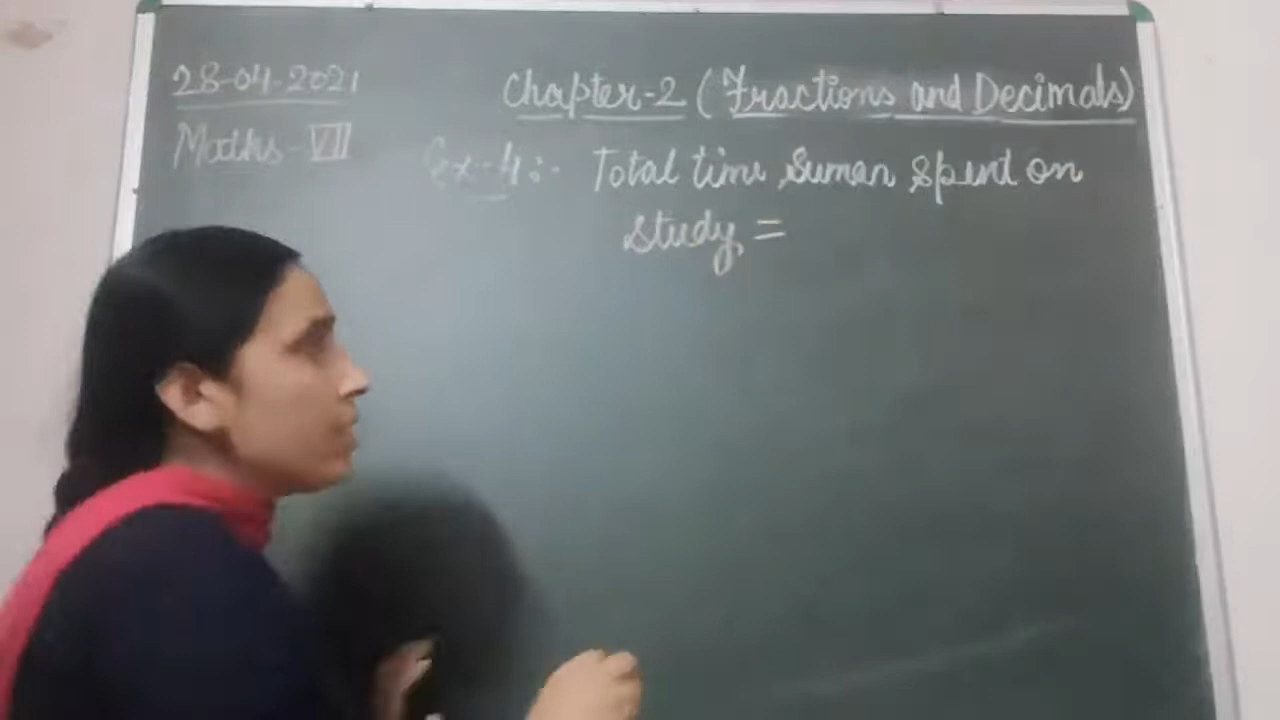 28-04-2021
Chapter-2 (Fractions and Decimals)
Maths-VII
Ex-4:- Total time Suman spent on
study =